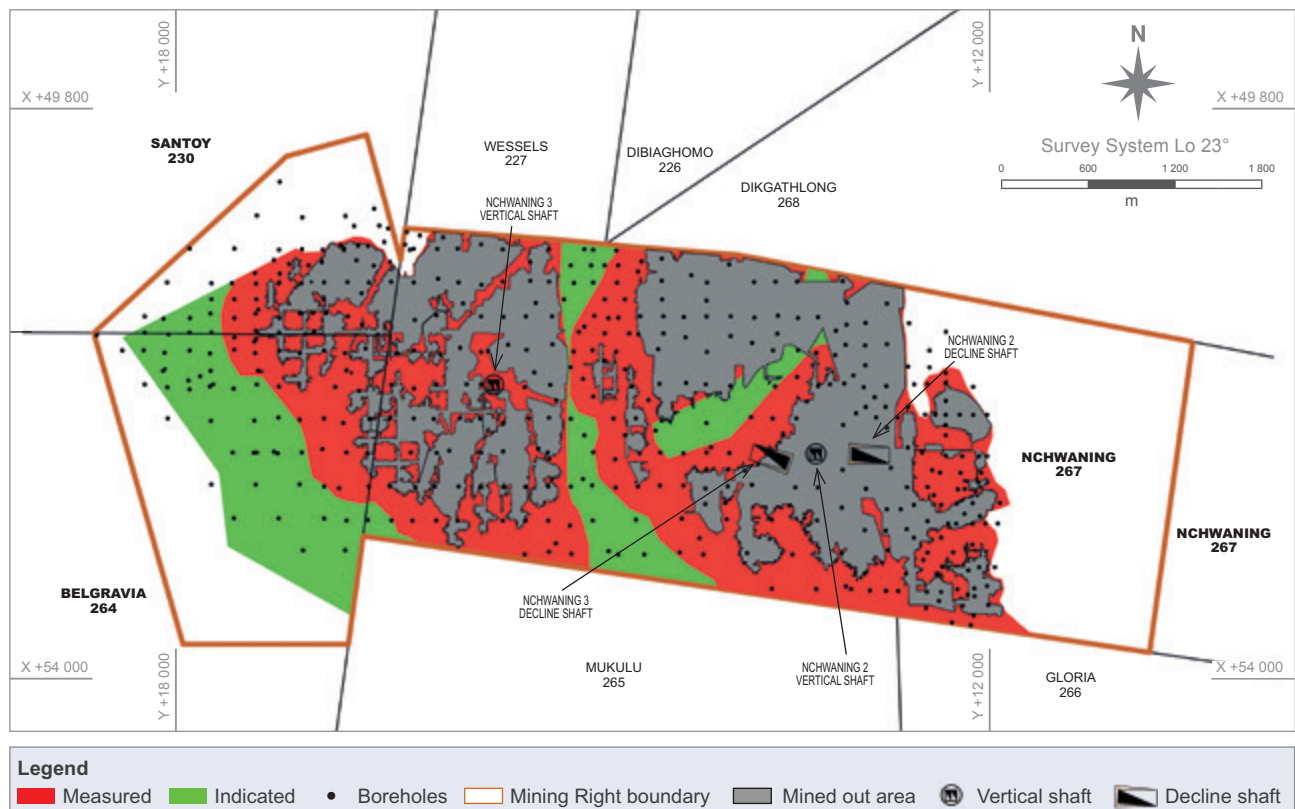 Y +18 000
Y +12 000
N
X +49 800
X +49 800
SANTOY
230
WESSELS
227
DIBIAGHOMO
226
DIKGATHLONG
268
Survey System Lo 23°
0 600 1 200 1 800
m
NCHWANING 3
VERTICAL SHAFT
NCHWANING 2
DECLINE SHAFT
NCHWANING
267
NCHWANING
267
BELGRAVIA
264
NCHWANING 3
DECLINE SHAFT
NCHWANING 2
VERTICAL SHAFT
MUKULU
265
GLORIA
266
X +54 000
X +54 000
Y +18 000
Y +12 000
Legend
Measured Indicated Boreholes Mining Right boundary Mined out area Vertical shaft Decline shaft